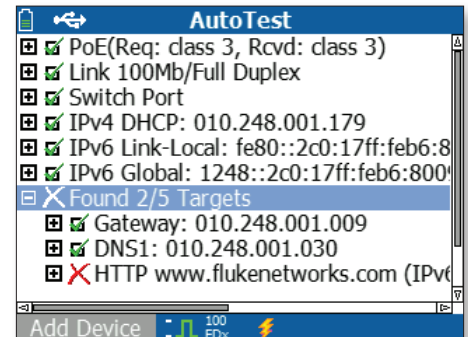 AutoTest
PoE(Req: class 3, Rcvd: class 3)
Link 100Mb/Full Duplex
Switch Port
IPv4 DHCP: 010.248.001.179
IPv6 Link-Local: fe80::2c0:17ff:feb6:8
IPv6 Global: 1248::2c0:17ff:feb6:800
Found 2/5 Targets
Gateway: 010.248.001.009
DNS1: 010.248.001.030
HTTP www.flukenetworks.com (IPv
Add Device
100
FDx